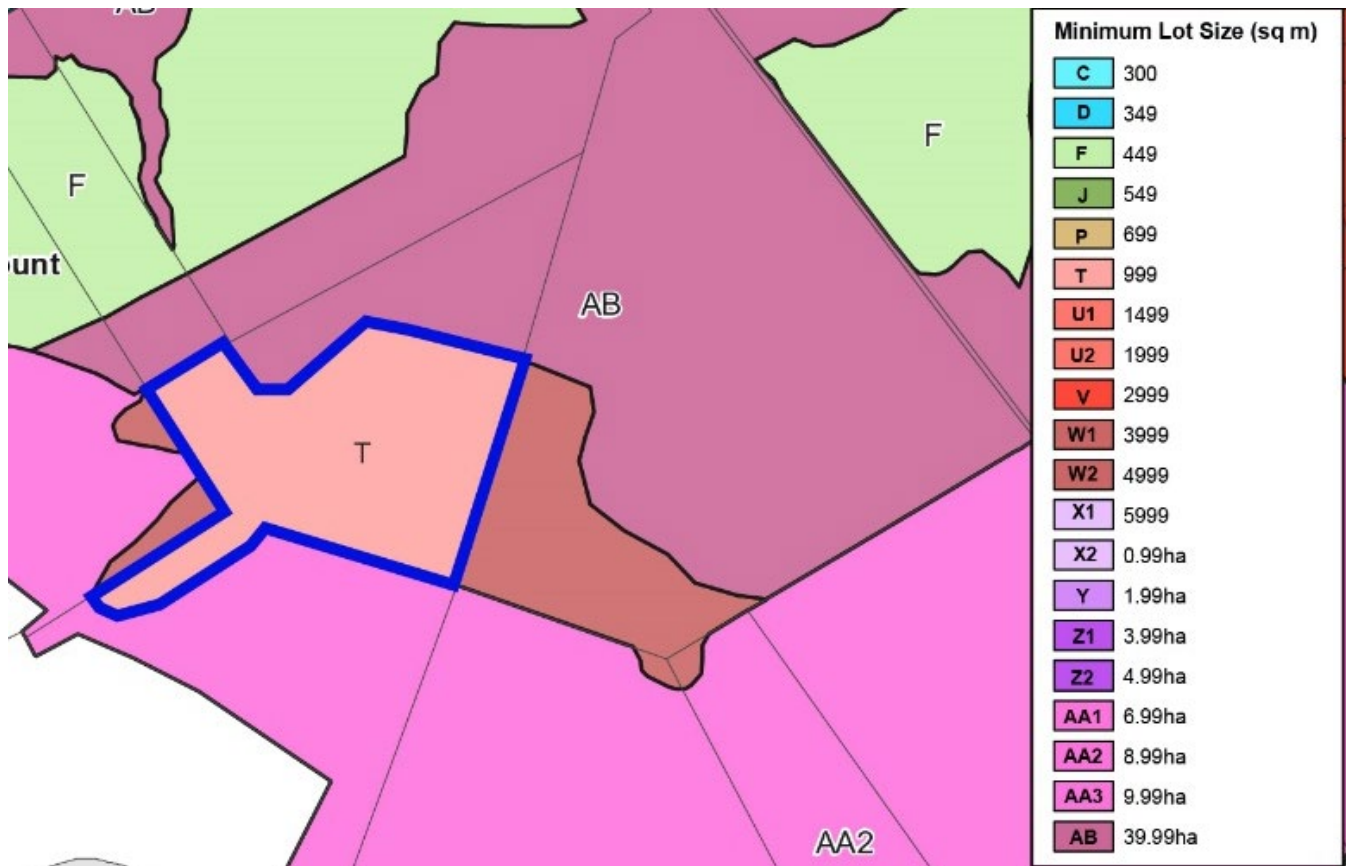 AB
F
F
unt
AB
T
AA2
Minimum Lot Size (sq m)
C 300
D 349
F 449
J 549
P 699
T 999
U1 1499
U2 1999
V 2999
W1 3999
W2 4999
X1 5999
X2 0.99ha
Y 1.99ha
Z1 3.99ha
Z2 4.99ha
AA1 6.99ha
AA2 8.99ha
AA3 9.99ha
AB 39.99ha